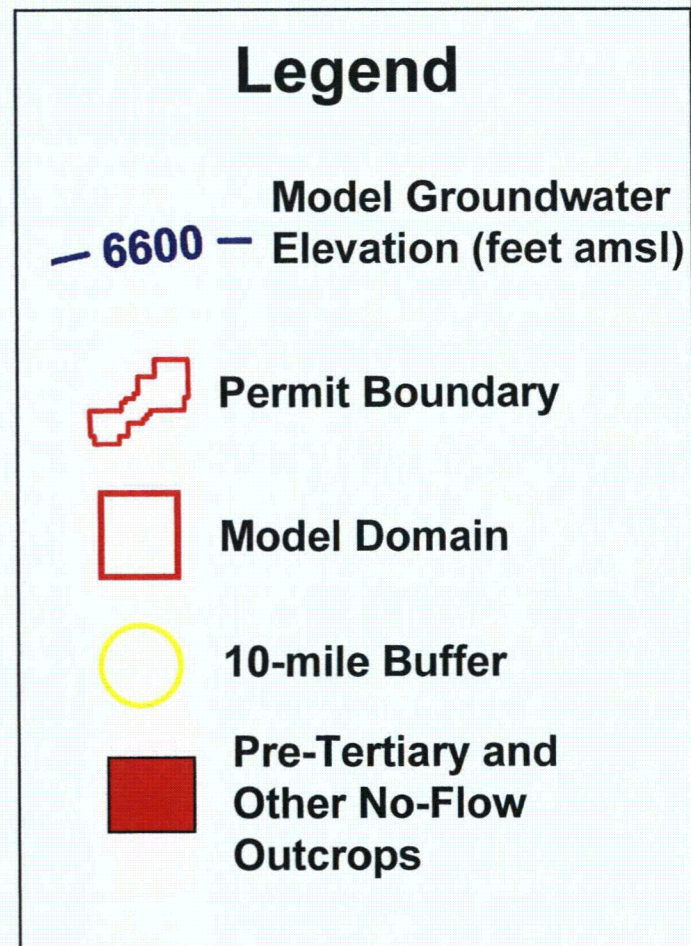 Legend
Model Groundwater
— 6600 — Elevation (feet amsl)
Permit Boundary
Model Domain
10-mile Buffer
Pre-Tertiary and
Other No-Flow
Outcrops